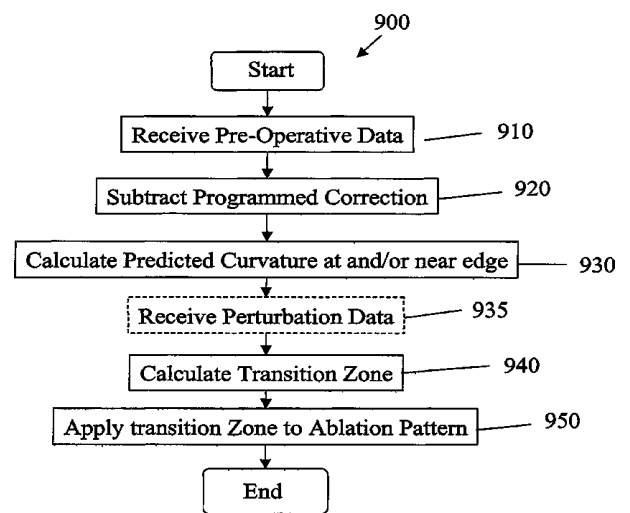 900
Start
Receive Pre-Operative Data
910
Subtract Programmed Correction
920
Calculate Predicted Curvature at and/or near edge
930
Receive Perturbation Data
935
Calculate Transition Zone
940
Apply transition Zone to Ablation Pattern
950
End